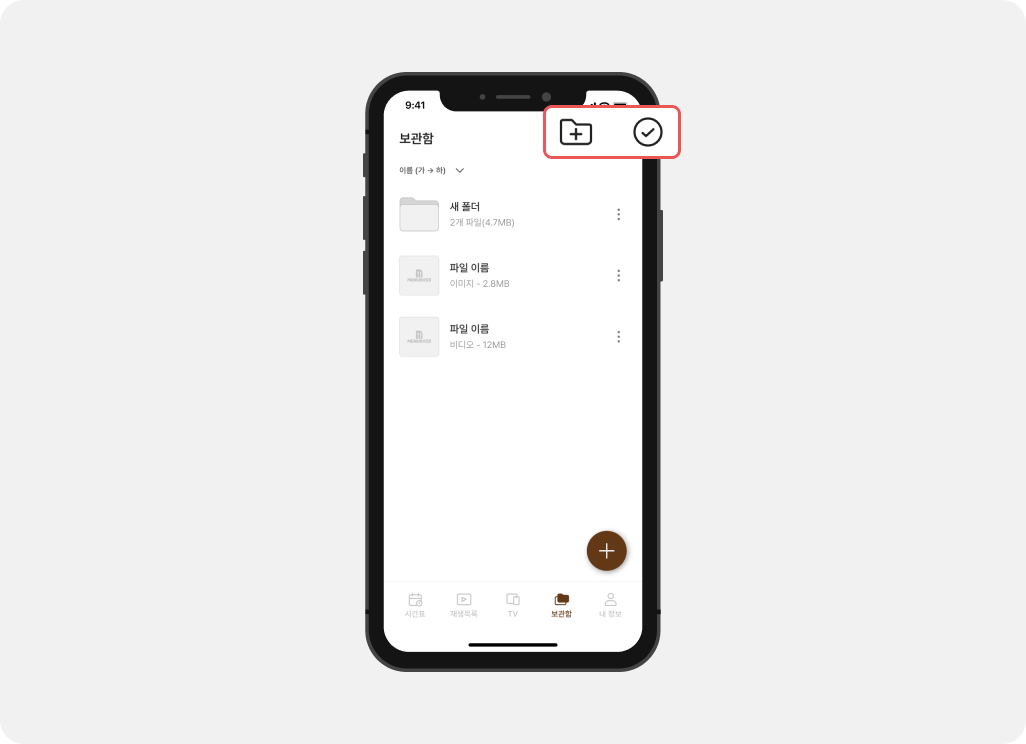 9:41
보관함
이름 (가 → 하)
새 폴더
2개 파일(4.7MB)
파일 이름
이미지 - 2.8MB
파일 이름
비디오 - 12MB
시간표
재생목록
TV
보관함
내 정보